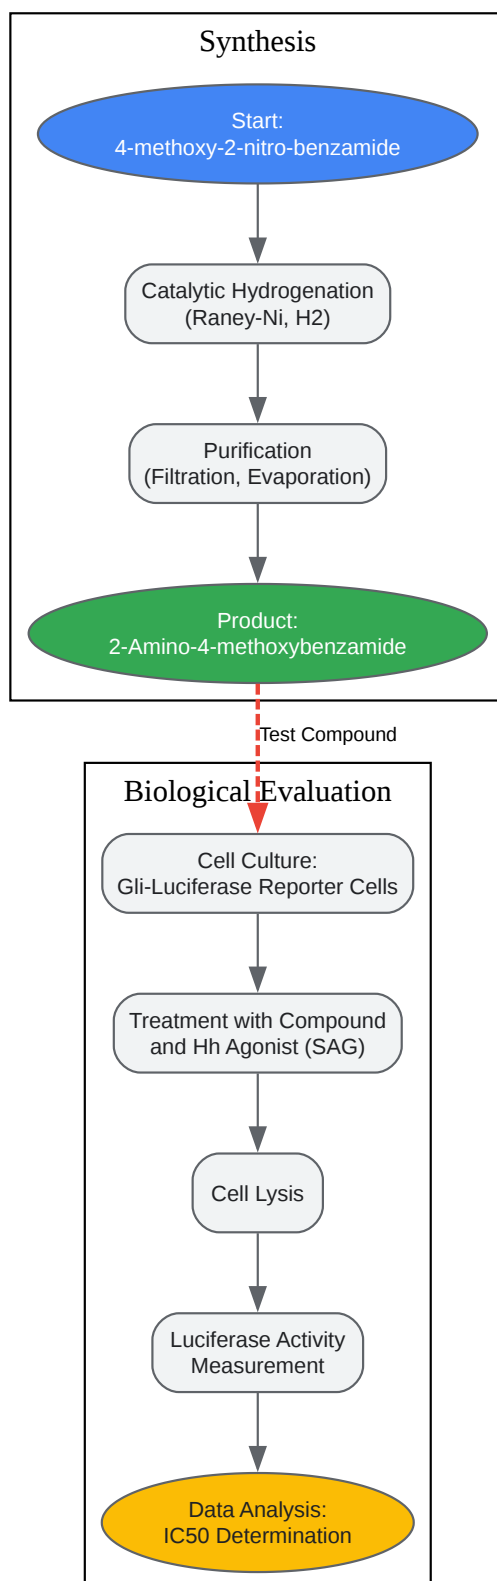 Synthesis
Start:
4-methoxy-2-nitro-benzamide
Catalytic Hydrogenation
(Raney-Ni, H2)
Purification
(Filtration, Evaporation)
Product:
2-Amino-4-methoxybenzamide
Test Compound
Biological Evaluation
Cell Culture:
Gli-Luciferase Reporter Cells
Treatment with Compound
and Hh Agonist (SAG)
Cell Lysis
Luciferase Activity
Measurement
Data Analysis:
IC50 Determination